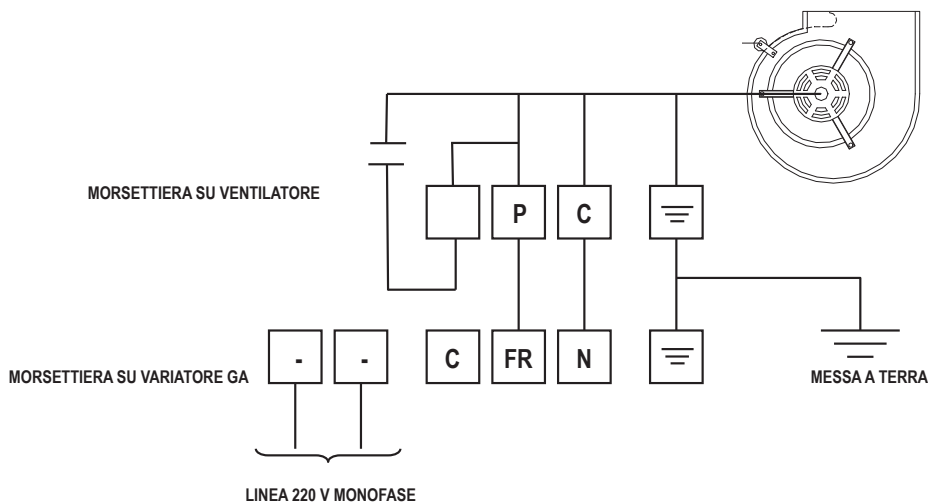 MORSETTIERA SU VENTILATORE
P C
MORSETTIERA SU VARIATORE GA - - C FR N
MESSA A TERRA
LINEA 220 V MONOFASE